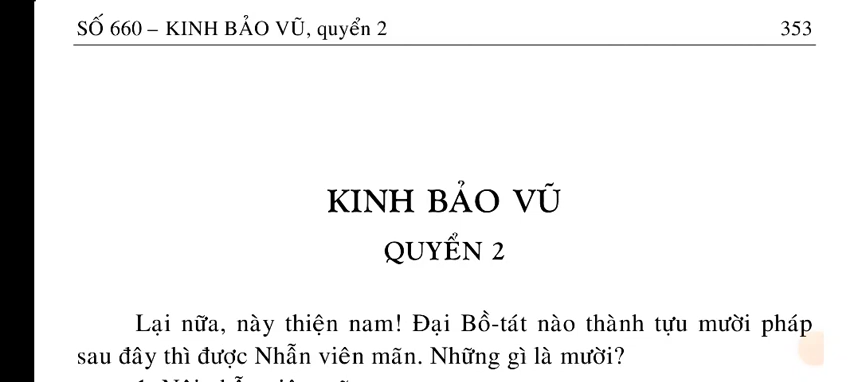 SỐ 660 – KINH BẢO VŨ, quyển 2 353
KINH BẢO VŨ
QUYỂN 2
Lại nữa, này thiện nam! Đại Bồ-tát nào thành tựu mười pháp
sau đây thì được Nhẫn viên mãn. Những gì là mười?